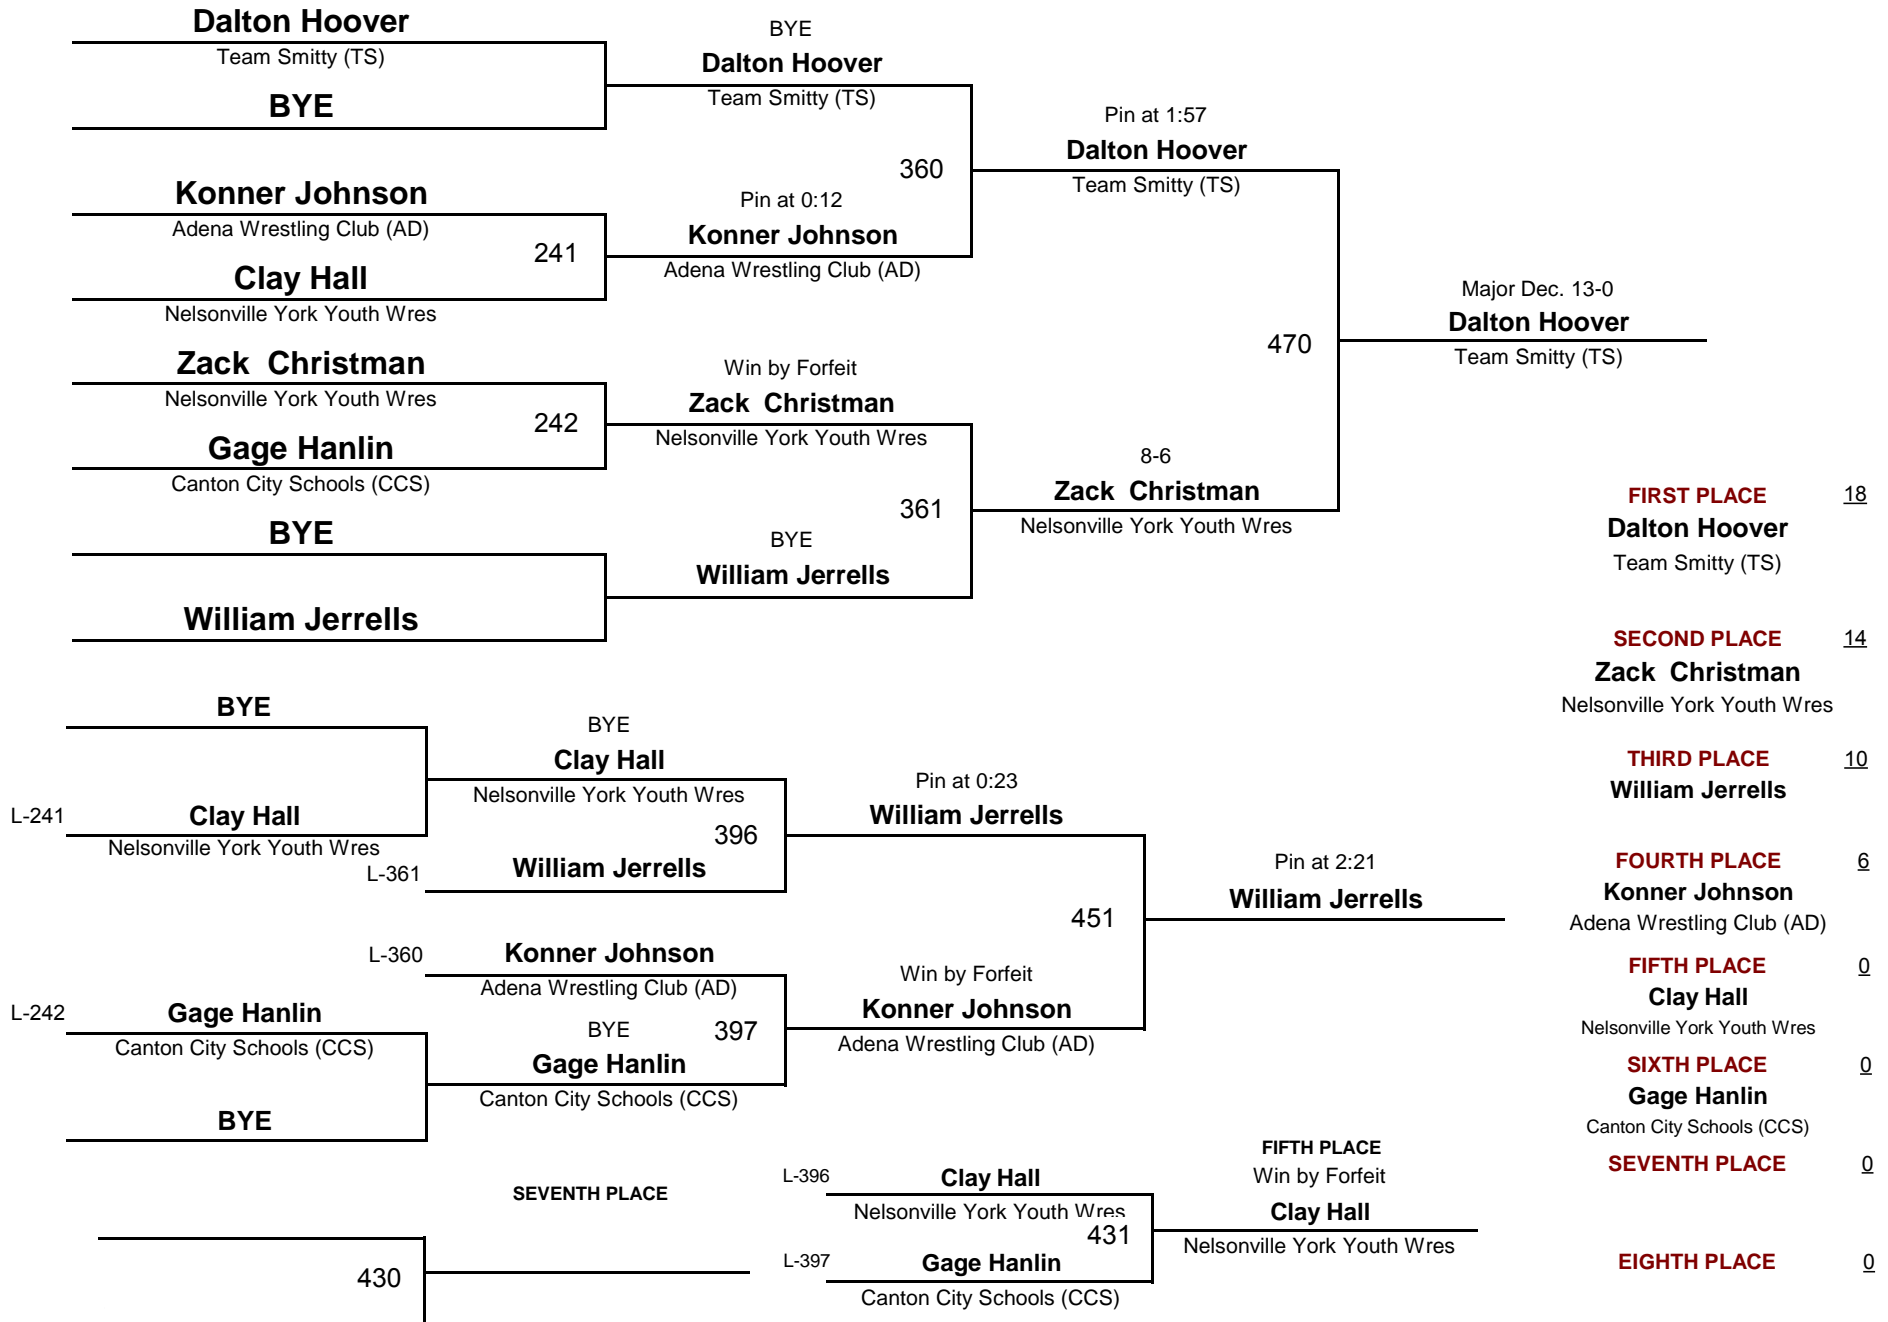 Dalton Hoover
Team Smitty (TS)
BYE
BYE
Dalton Hoover
Team Smitty (TS)
Konner Johnson
Adena Wrestling Club (AD)
241
Clay Hall
Nelsonville York Youth Wres
360
Pin at 0:12
Konner Johnson
Adena Wrestling Club (AD)
Pin at 1:57
Dalton Hoover
Team Smitty (TS)
Zack  Christman
Nelsonville York Youth Wres
242
Gage Hanlin
Canton City Schools (CCS)
Win by Forfeit
Zack  Christman
Nelsonville York Youth Wres
BYE
William Jerrells
361
BYE
William Jerrells
8-6
Zack  Christman
Nelsonville York Youth Wres
470
Major Dec. 13-0
Dalton Hoover
Team Smitty (TS)
BYE
L-241
Clay Hall
Nelsonville York Youth Wres
BYE
Clay Hall
Nelsonville York Youth Wres
396
L-361
William Jerrells
Pin at 0:23
William Jerrells
L-360
Konner Johnson
Adena Wrestling Club (AD)
L-242
Gage Hanlin
Canton City Schools (CCS)
BYE
BYE
397
Gage Hanlin
Canton City Schools (CCS)
451
Win by Forfeit
Konner Johnson
Adena Wrestling Club (AD)
Pin at 2:21
William Jerrells
SEVENTH PLACE
430
L-396
Clay Hall
Nelsonville York Youth Wres
431
L-397
Gage Hanlin
Canton City Schools (CCS)
FIFTH PLACE
Win by Forfeit
Clay Hall
Nelsonville York Youth Wres
FIRST PLACE 18
Dalton Hoover
Team Smitty (TS)
SECOND PLACE 14
Zack  Christman
Nelsonville York Youth Wres
THIRD PLACE 10
William Jerrells
FOURTH PLACE 6
Konner Johnson
Adena Wrestling Club (AD)
FIFTH PLACE 0
Clay Hall
Nelsonville York Youth Wres
SIXTH PLACE 0
Gage Hanlin
Canton City Schools (CCS)
SEVENTH PLACE 0
EIGHTH PLACE 0